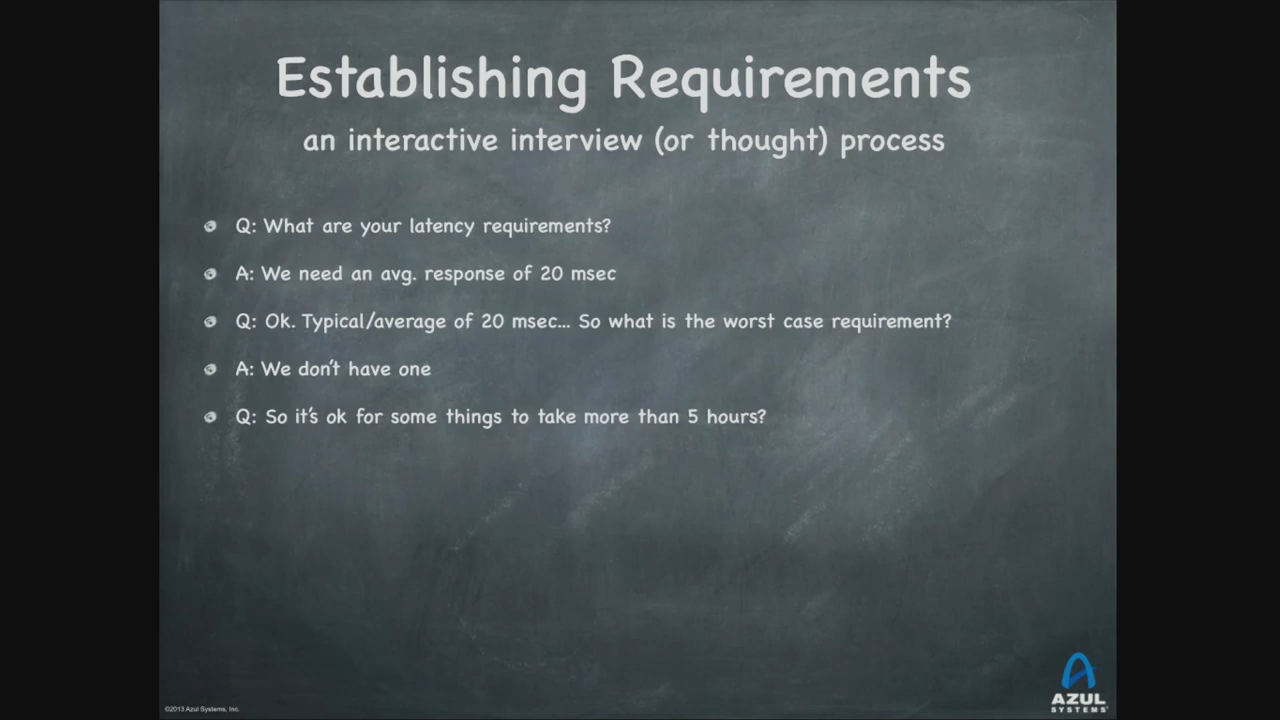 Establishing Requirements
an interactive interview (or thought) process
Q: What are your latency requirements?
A: We need an avg. response of 20 msec
Q: Ok. Typical/average of 20 msec... So what is the worst case requirement?
A: We don't have one
Q: So it's ok for some things to take more than 5 hours?
©2013 Azul Systems, Inc.
AZUL
SYSTEMS